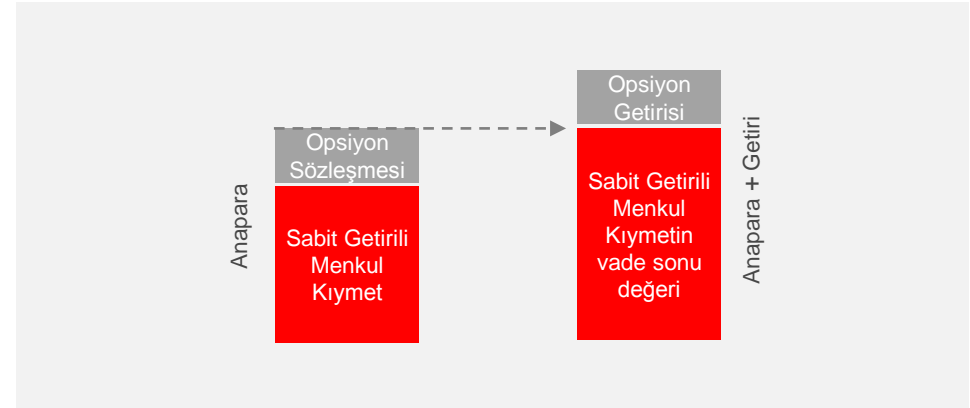 Anapara
Opsiyon
Sözleşmesi
Sabit Getirili
Menkul
Kıymet
Opsiyon
Getirisi
Sabit Getirili
Menkul
Kıymetin
vade sonu
değeri
Anapara + Getiri